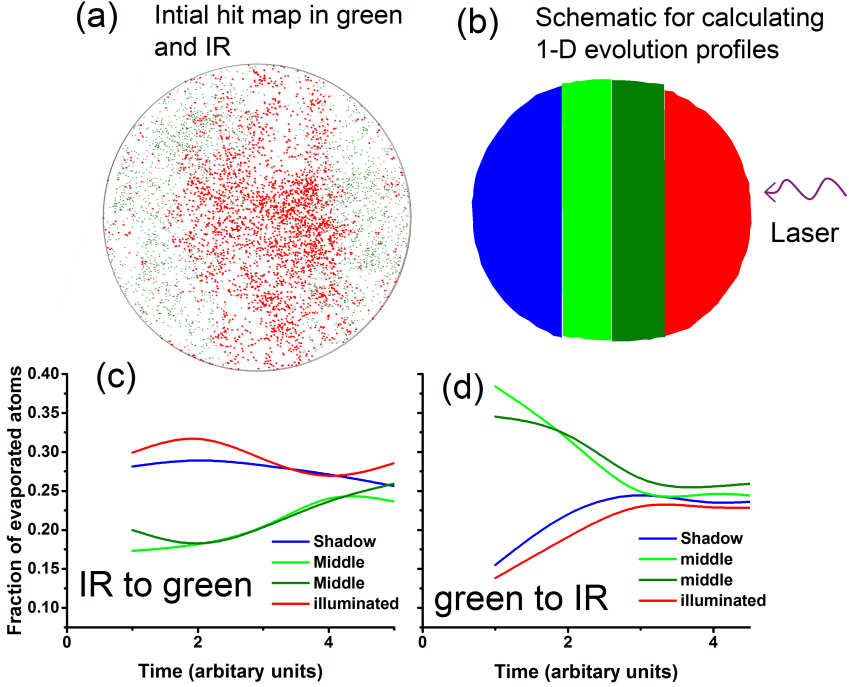 (a) Intial hit map in green
and IR
(b) Schematic for calculating
1-D evolution profiles
Laser
(c)
Fraction of evaporated atoms
0.40
0.35
0.30
0.25
0.20
0.15
0.10
Shadow
Middle
Middle
illuminated
IR to green
0 2 4
Time (arbitary units)
(d)
Shadow
middle
middle
illuminated
green to IR
0 2 4
Time (arbitary units)